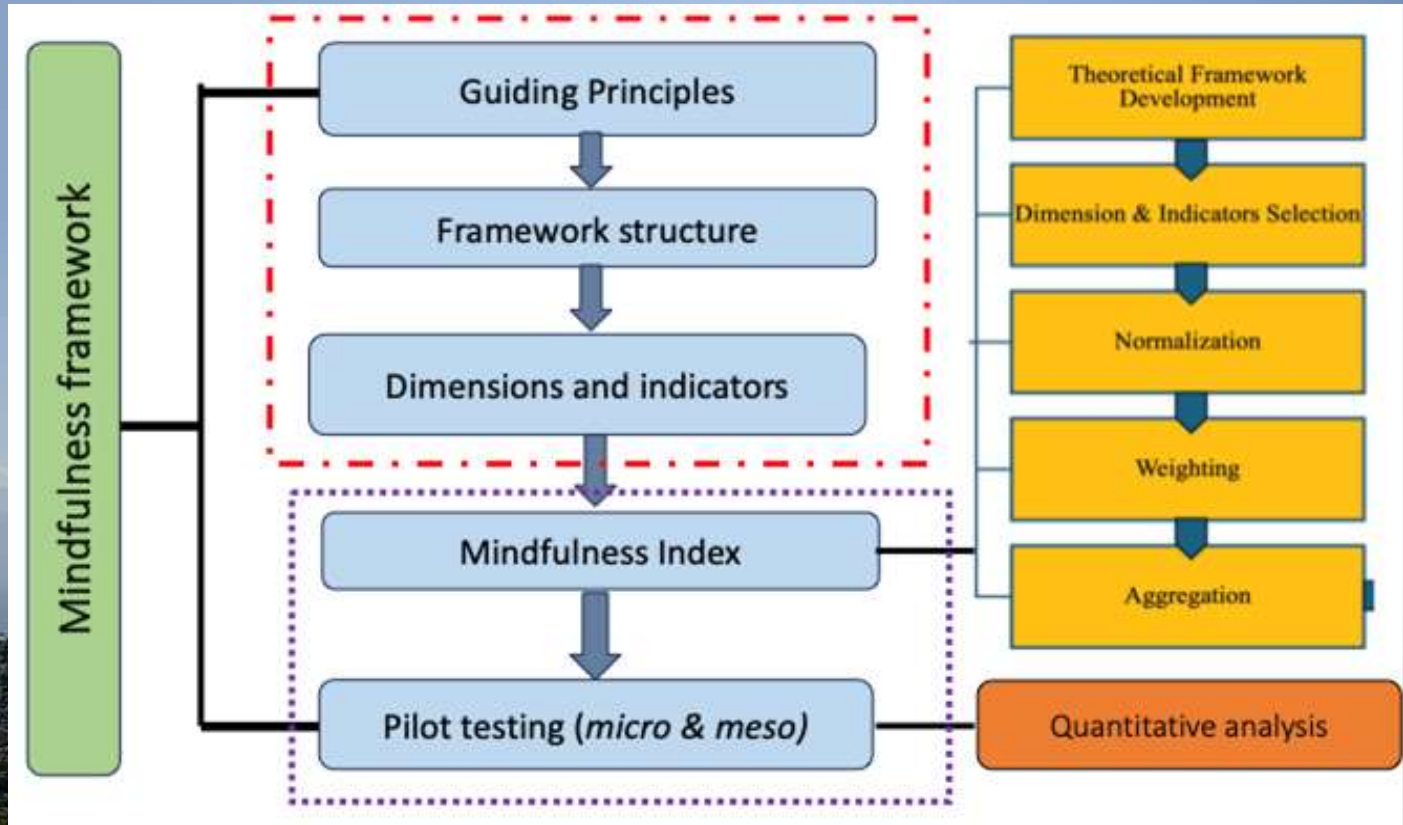 Mindfulness framework
Guiding Principles
Framework structure
Dimensions and indicators
Mindfulness Index
Pilot testing (micro & meso)
Theoretical Framework
Development
Dimension & Indicators Selection
Normalization
Weighting
Aggregation
Quantitative analysis